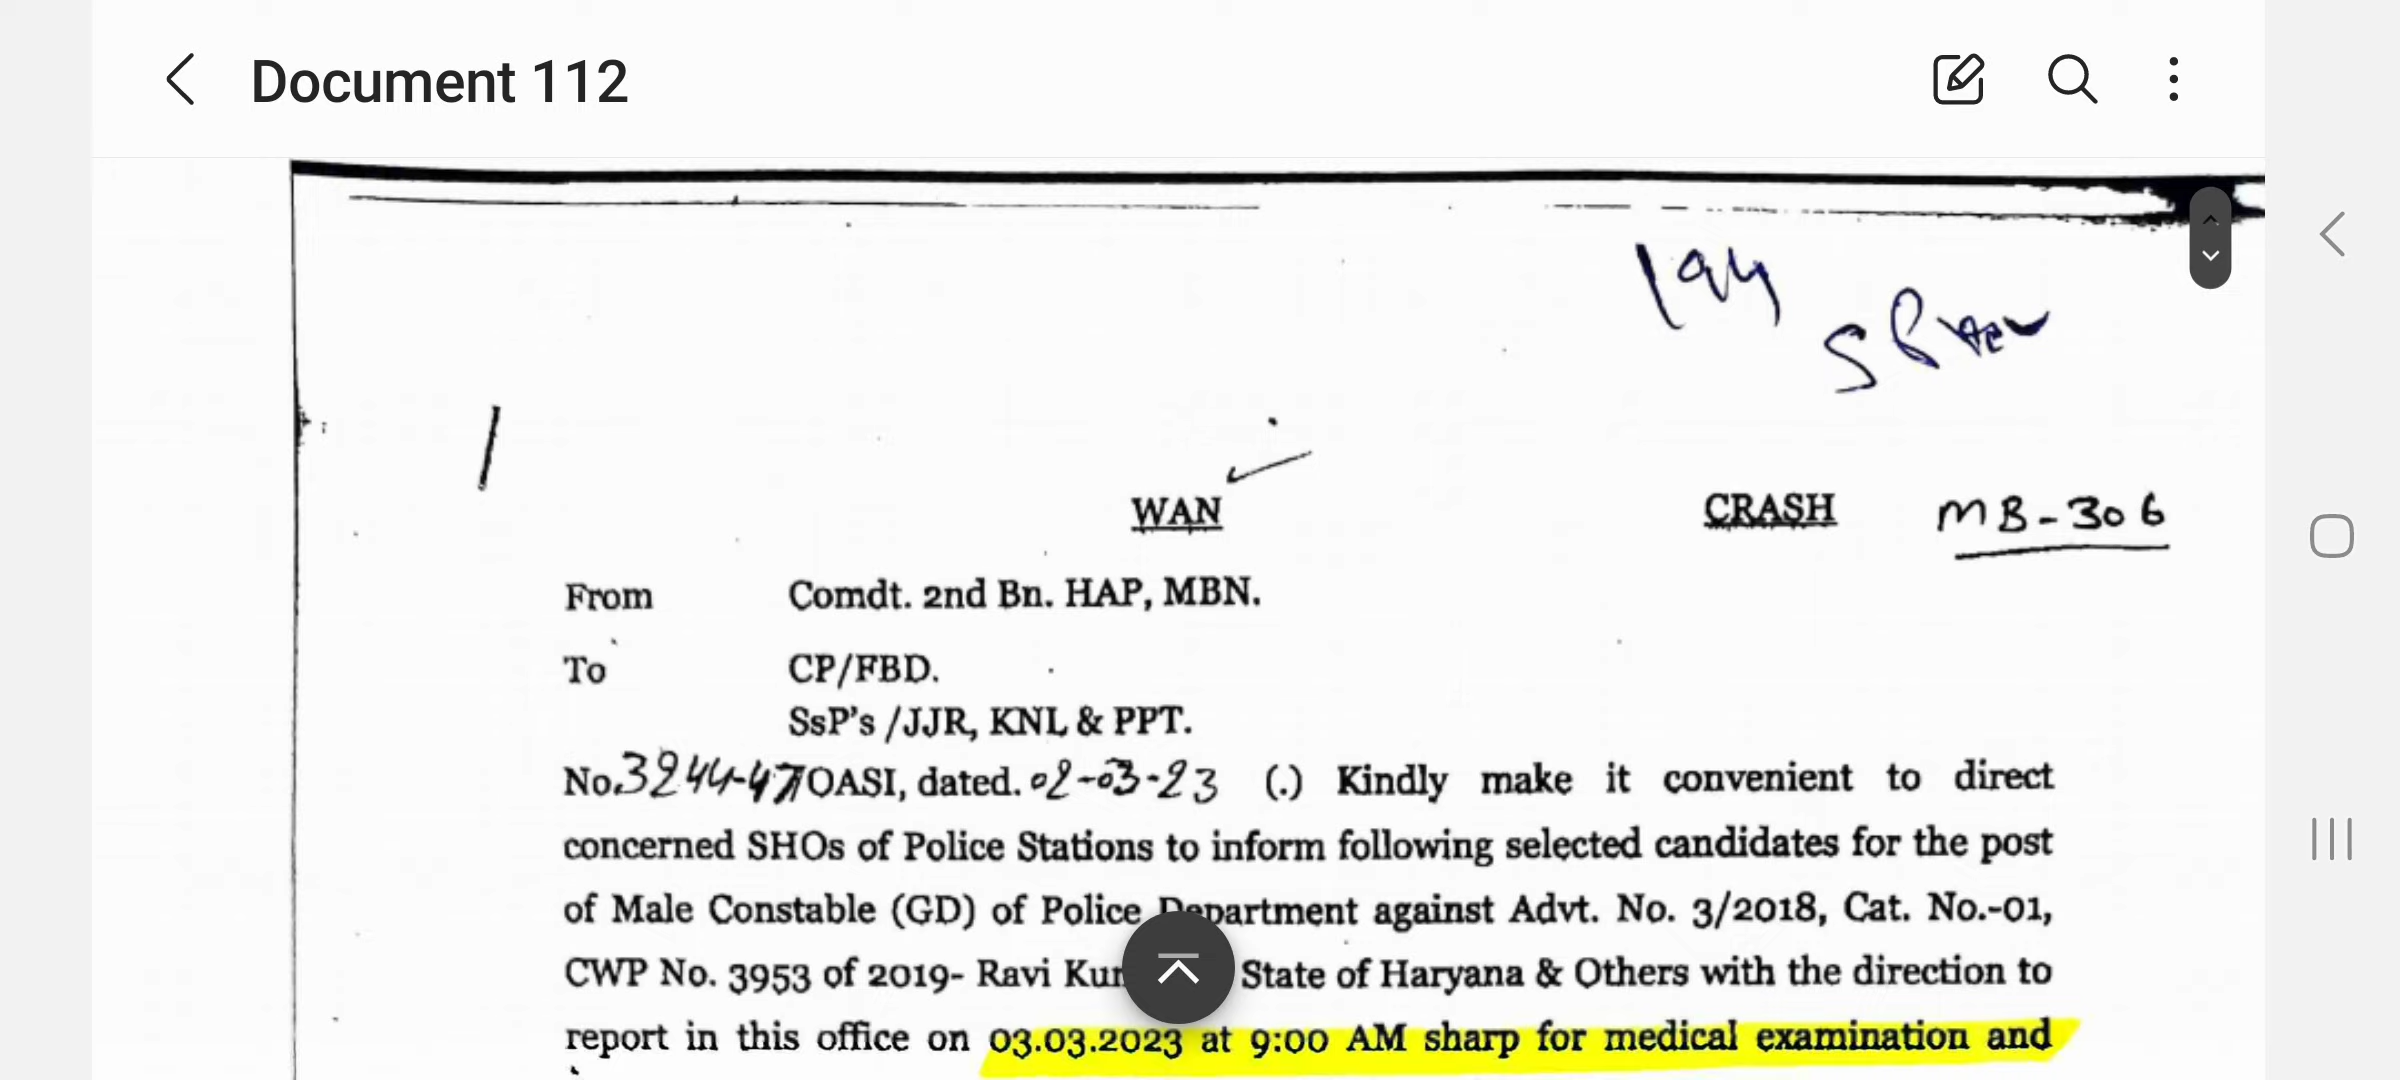 Document 112
WAN
CRASH MB-306
From Comdt. 2nd Bn. HAP, MBN.
To CP/FBD.
SsP's /JJR, KNL & PPT.
No.3244-47/OASI, dated. 02-03-23 (.) Kindly make it convenient to direct
concerned SHOs of Police Stations to inform following selected candidates for the post
of Male Constable (GD) of Police Department against Advt. No. 3/2018, Cat. No.-01,
CWP No. 3953 of 2019- Ravi State of Haryana & Others with the direction to
report in this office on 03.03.2023 at 9:00 AM sharp for medical examination and